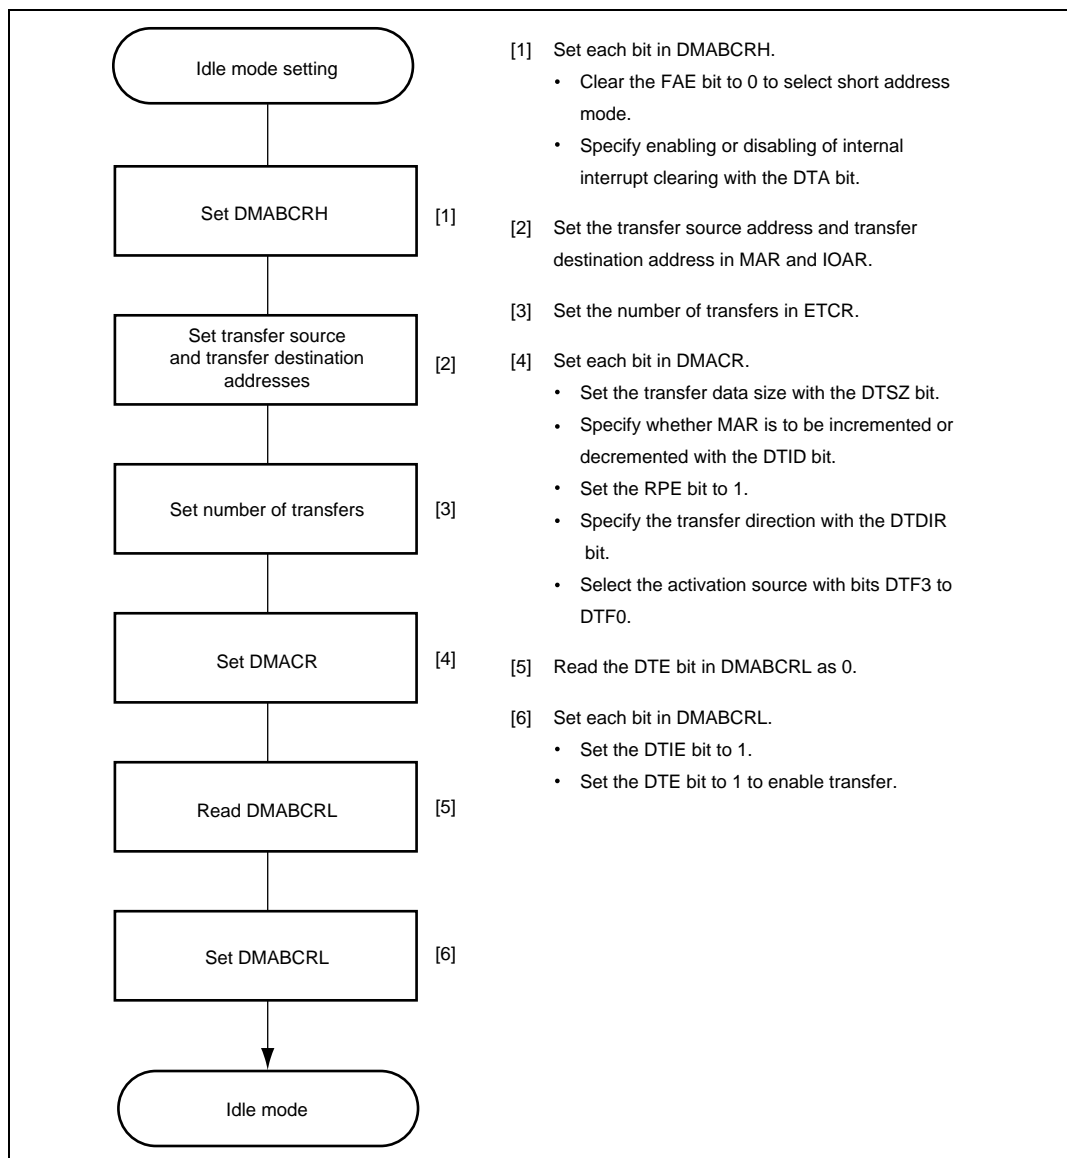 Idle mode setting
Set DMABCRH
[1]
Set transfer source
and transfer destination
addresses
[2]
Set number of transfers
[3]
Set DMACR
[4]
Read DMABCRL
[5]
Set DMABCRL
[6]
Idle mode
[1] Set each bit in DMABCRH.
• Clear the FAE bit to 0 to select short address
mode.
• Specify enabling or disabling of internal
interrupt clearing with the DTA bit.
[2] Set the transfer source address and transfer
destination address in MAR and IOAR.
[3] Set the number of transfers in ETCR.
[4] Set each bit in DMACR.
• Set the transfer data size with the DTSZ bit.
• Specify whether MAR is to be incremented or
decremented with the DTID bit.
• Set the RPE bit to 1.
• Specify the transfer direction with the DTDIR
bit.
• Select the activation source with bits DTF3 to
DTF0.
[5] Read the DTE bit in DMABCRL as 0.
[6] Set each bit in DMABCRL.
• Set the DTIE bit to 1.
• Set the DTE bit to 1 to enable transfer.